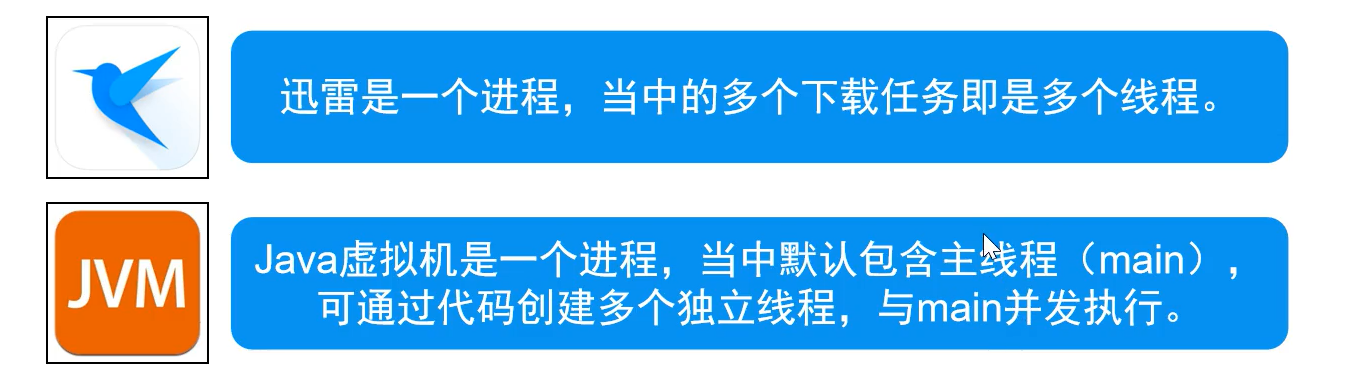 迅雷是一个进程，当中的多个下载任务即是多个线程。
JVM
Java虚拟机是一个进程，当中默认包含主线程（main），
可通过代码创建多个独立线程，与main并发执行。